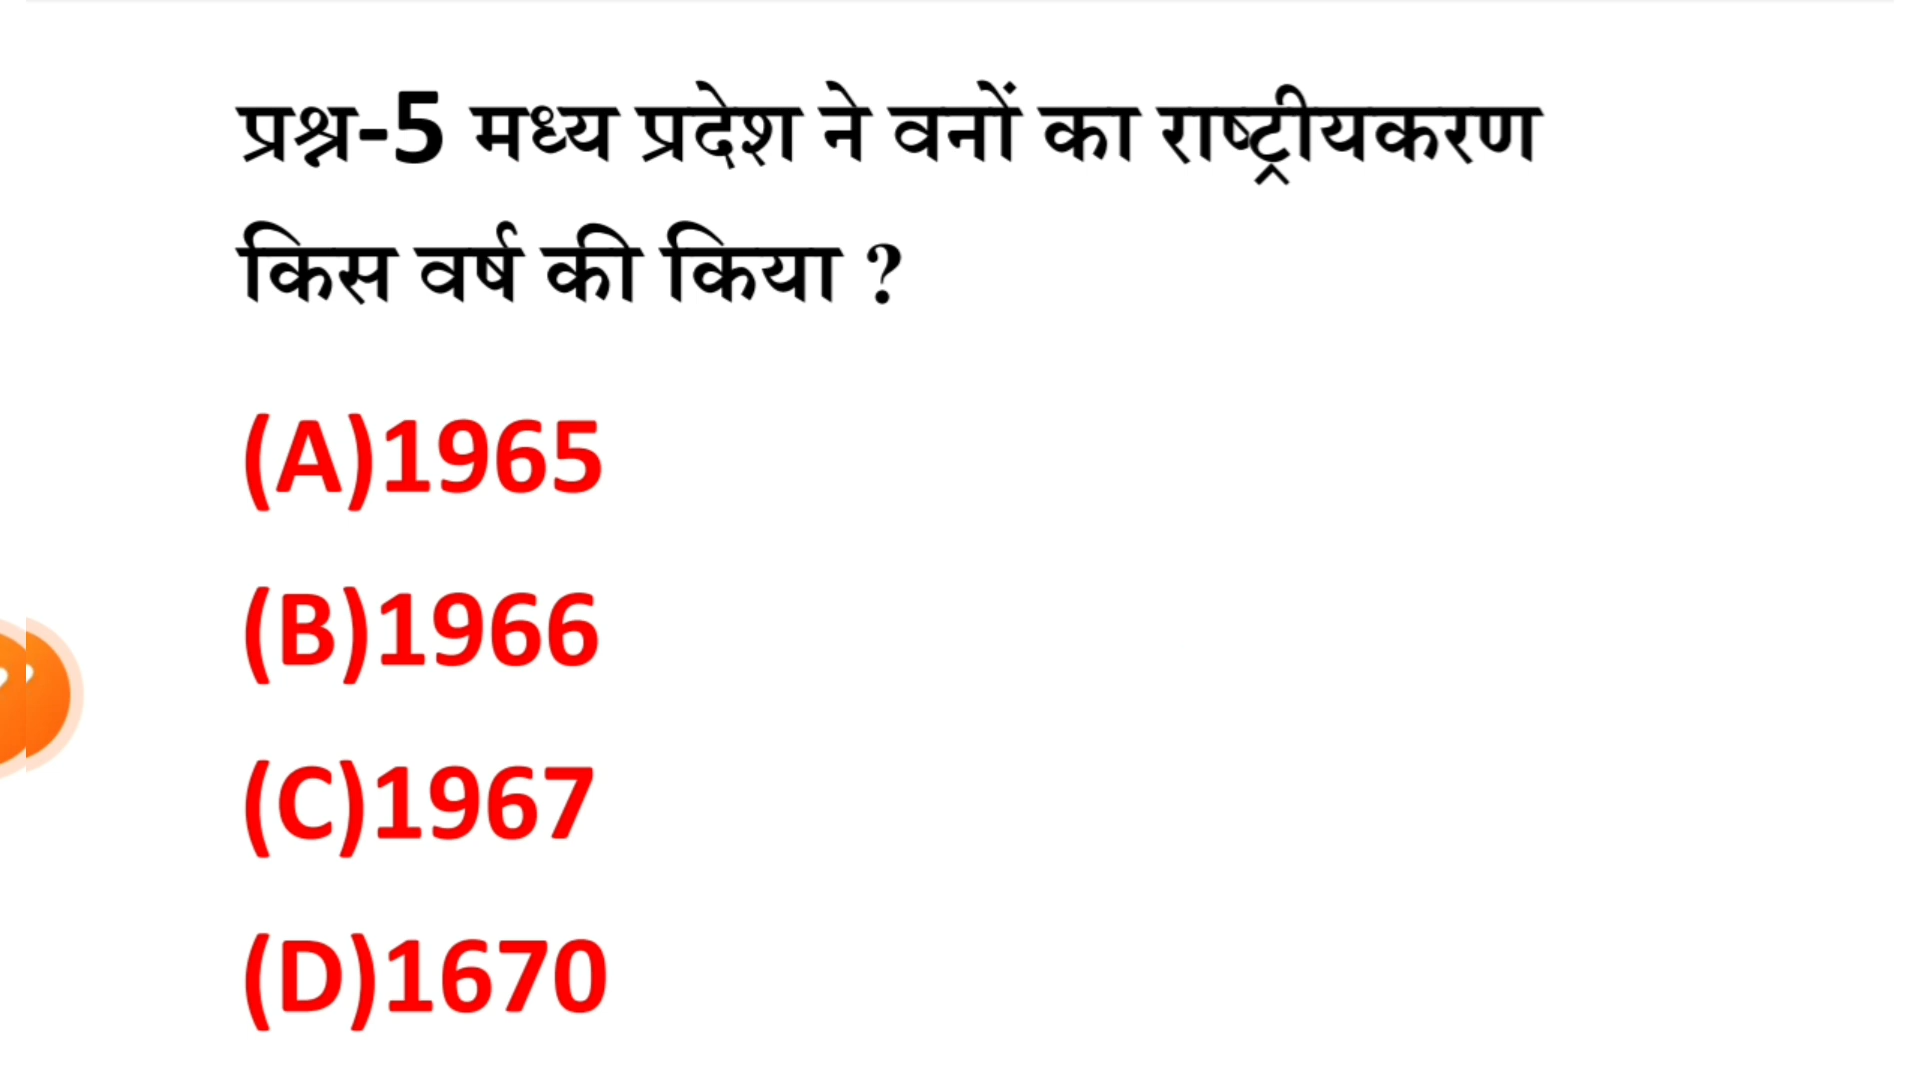 प्रश्न-5 मध्य प्रदेश ने वनों का राष्ट्रीयकरण
किस वर्ष की किया ?
(A)1965
(B)1966
(C)1967
(D)1670